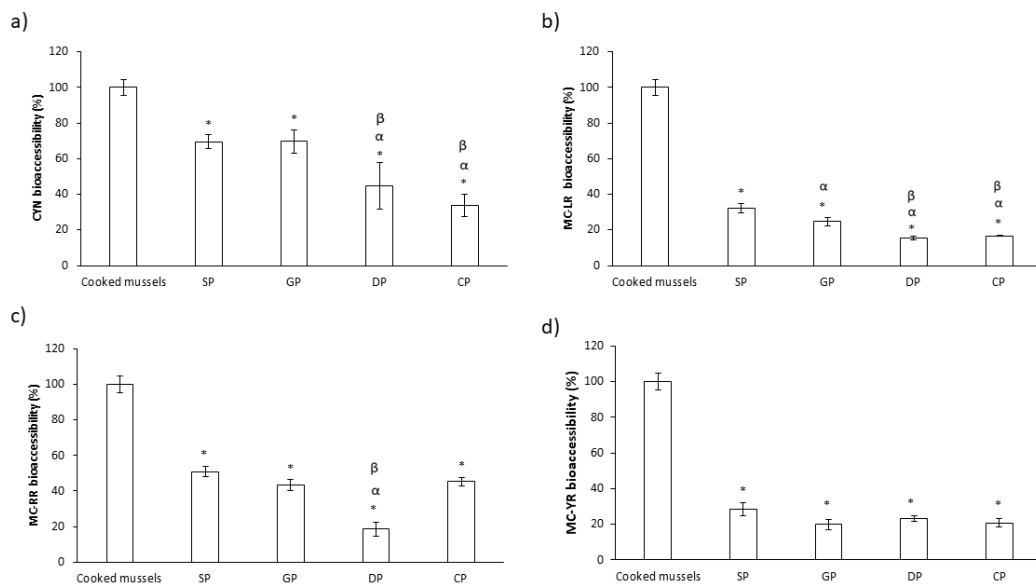 a)
CYN bioaccessibility (%)
120
100
80
60
40
20
0
*
*
β
α
*
β
α
*
Cooked mussels SP GP DP CP
b)
MC-LR bioaccessibility (%)
120
100
80
60
40
20
0
*
α
*
β
α
*
β
α
*
Cooked mussels SP GP DP CP
c)
MC-RR bioaccessibility (%)
120
100
80
60
40
20
0
*
*
β
α
*
*
Cooked mussels SP GP DP CP
d)
MC-YR bioaccessibility (%)
120
100
80
60
40
20
0
*
*
*
*
Cooked mussels SP GP DP CP